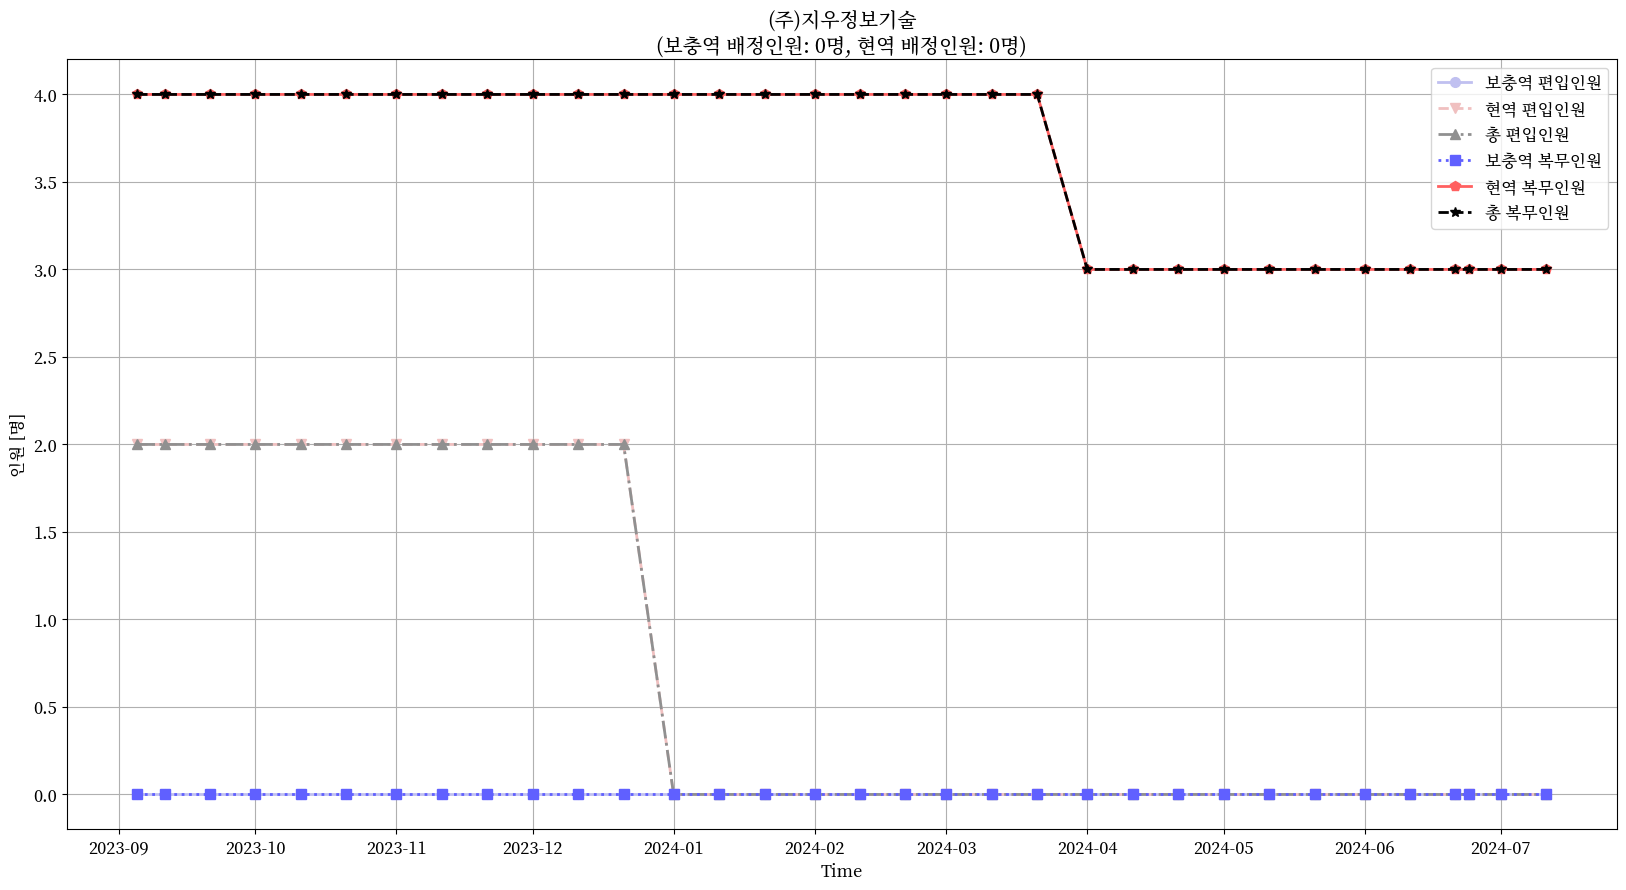 (주)지우정보기술
(보충역 배정인원: 0명, 현역 배정인원: 0명)
보충역 편입인원
현역 편입인원
총 편입인원
보충역 복무인원
현역 복무인원
총 복무인원
4.0
3.5
3.0
2.5
2.0
1.5
1.0
0.5
0.0
인원 [명]
2023-09 2023-10 2023-11 2023-12 2024-01 2024-02 2024-03 2024-04 2024-05 2024-06 2024-07
Time